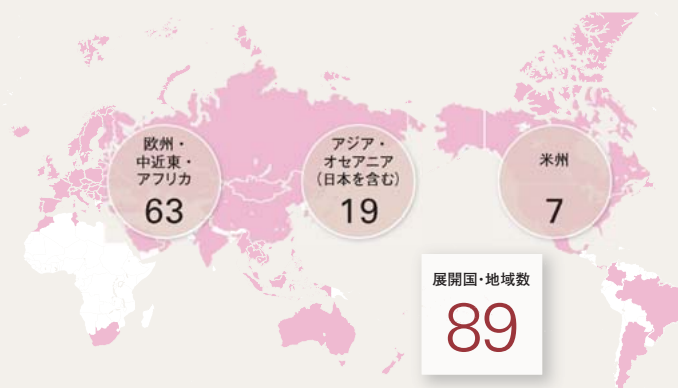 欧州・
中近東・
アフリカ
63
アジア・
オセアニア
（日本を含む）
19
米州
7
展開国・地域数
89